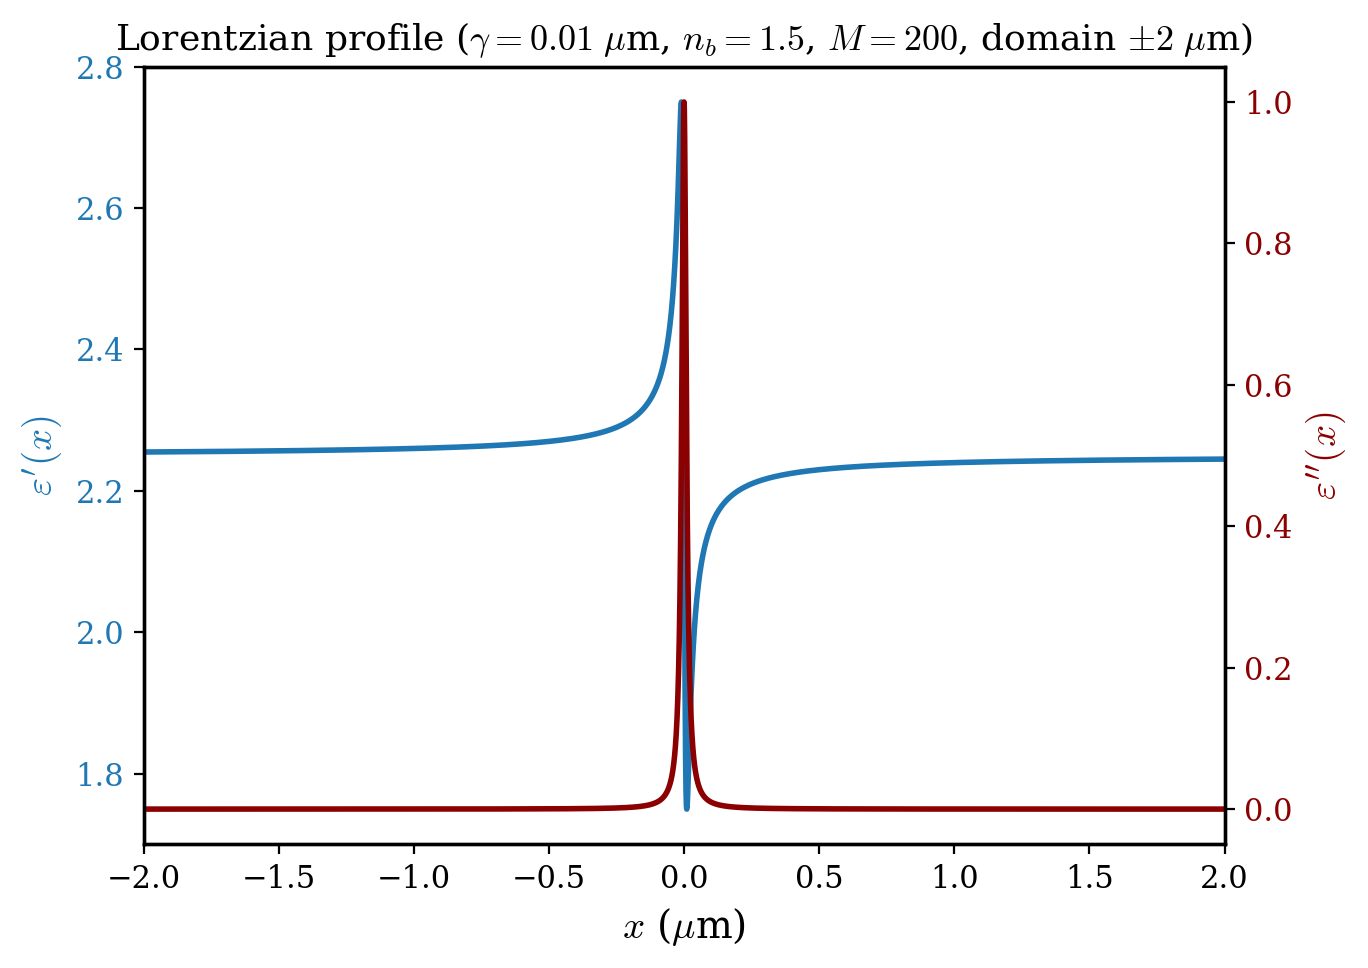 Lorentzian profile (γ = 0.01 μm, n_b = 1.5, M = 200, domain ±2 μm)
2.8
2.6
2.4
2.2
2.0
1.8
ε′(x)
1.0
0.8
0.6
0.4
0.2
0.0
ε″(x)
−2.0 −1.5 −1.0 −0.5 0.0 0.5 1.0 1.5 2.0
x (μm)